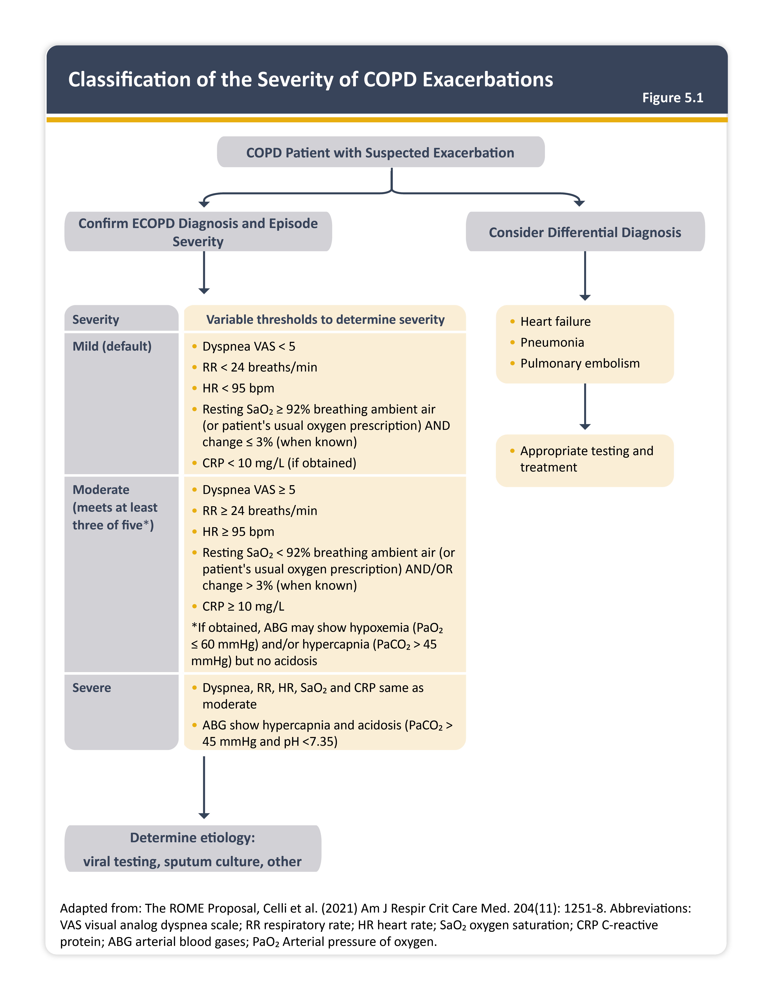 Classification of the Severity of COPD Exacerbations
Figure 5.1
COPD Patient with Suspected Exacerbation
Confirm ECOPD Diagnosis and Episode
Severity
Consider Differential Diagnosis
Severity
Variable thresholds to determine severity
Mild (default)
• Dyspnea VAS < 5
• RR < 24 breaths/min
• HR < 95 bpm
• Resting SaO₂ ≥ 92% breathing ambient air
(or patient's usual oxygen prescription) AND
change ≤ 3% (when known)
• CRP < 10 mg/L (if obtained)
Moderate
(meets at least
three of five*)
• Dyspnea VAS ≥ 5
• RR ≥ 24 breaths/min
• HR ≥ 95 bpm
• Resting SaO₂ < 92% breathing ambient air (or
patient's usual oxygen prescription) AND/OR
change > 3% (when known)
• CRP ≥ 10 mg/L
*If obtained, ABG may show hypoxemia (PaO₂
≤ 60 mmHg) and/or hypercapnia (PaCO₂ > 45
mmHg) but no acidosis
Severe
• Dyspnea, RR, HR, SaO₂ and CRP same as
moderate
• ABG show hypercapnia and acidosis (PaCO₂ >
45 mmHg and pH <7.35)
• Heart failure
• Pneumonia
• Pulmonary embolism
• Appropriate testing and
treatment
Determine etiology:
viral testing, sputum culture, other
Adapted from: The ROME Proposal, Celli et al. (2021) Am J Respir Crit Care Med. 204(11): 1251-8. Abbreviations:
VAS visual analog dyspnea scale; RR respiratory rate; HR heart rate; SaO₂ oxygen saturation; CRP C-reactive
protein; ABG arterial blood gases; PaO₂ Arterial pressure of oxygen.